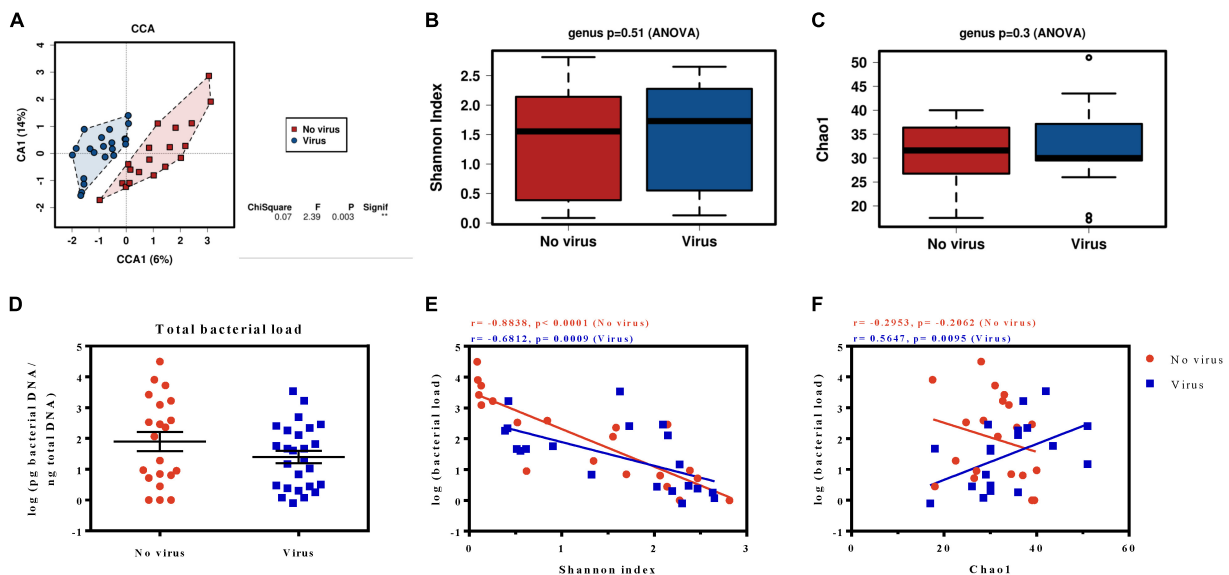 A
CCA
CA1 (14%)
4
3
2
1
0
-1
-2
-2 -1 0 1 2 3
CCA1 (6%)
No virus
Virus
ChiSquare F P Signif
0.07 2.39 0.003 **
B
genus p=0.51 (ANOVA)
Shannon Index
2.5
2.0
1.5
1.0
0.5
0.0
No virus Virus
C
genus p=0.3 (ANOVA)
Chao1
50
45
40
35
30
25
20
No virus Virus
D
Total bacterial load
log (pg bacterial DNA/
ng total DNA)
5
4
3
2
1
0
-1
No virus Virus
E
r= -0.8838, p< 0.0001 (No virus)
r= -0.6812, p= 0.0009 (Virus)
log (bacterial load)
5
4
3
2
1
0
-1
0 1 2 3
Shannon index
F
r= -0.2953, p= -0.2062 (No virus)
r= 0.5647, p= 0.0095 (Virus)
log (bacterial load)
5
4
3
2
1
0
-1
0 20 40 60
Chao1
No virus
Virus